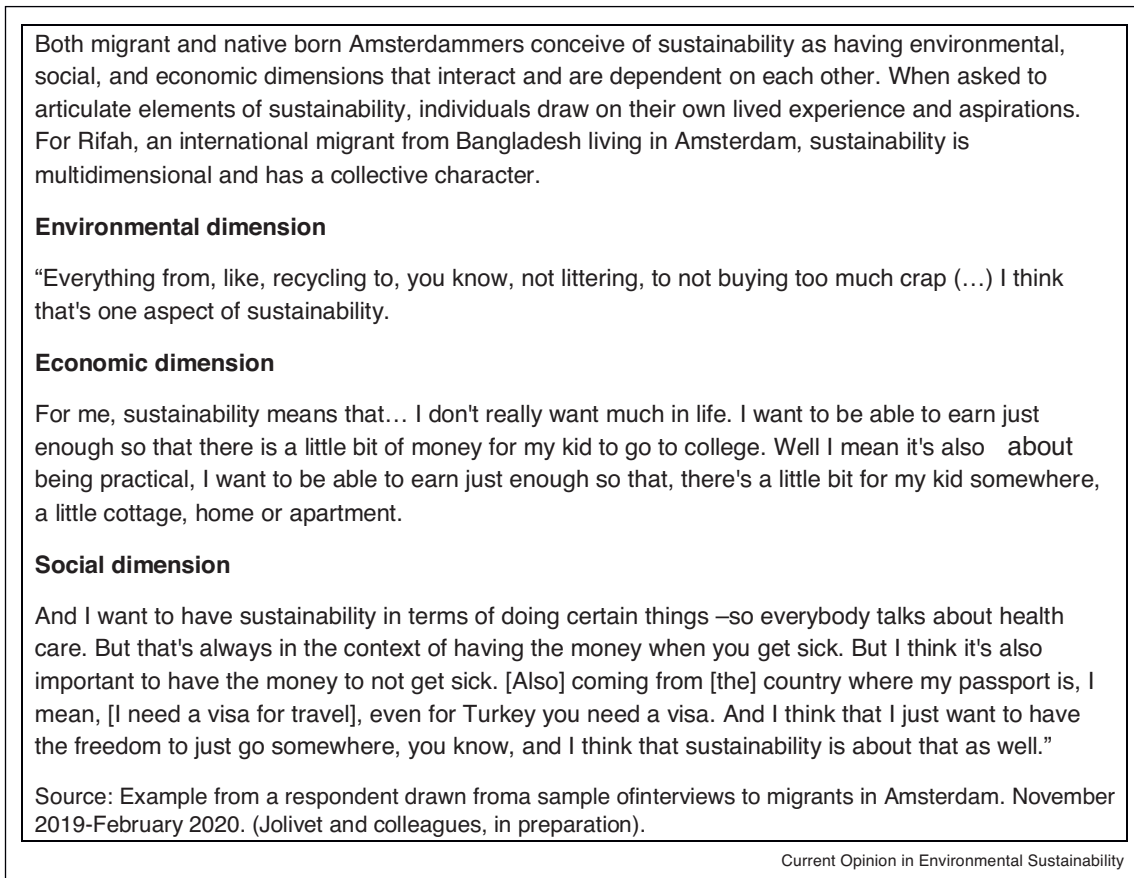 Both migrant and native born Amsterdammers conceive of sustainability as having environmental,
social, and economic dimensions that interact and are dependent on each other. When asked to
articulate elements of sustainability, individuals draw on their own lived experience and aspirations.
For Rifah, an international migrant from Bangladesh living in Amsterdam, sustainability is
multidimensional and has a collective character.
Environmental dimension
“Everything from, like, recycling to, you know, not littering, to not buying too much crap (…) I think
that's one aspect of sustainability.
Economic dimension
For me, sustainability means that… I don't really want much in life. I want to be able to earn just
enough so that there is a little bit of money for my kid to go to college. Well I mean it's also about
being practical, I want to be able to earn just enough so that, there's a little bit for my kid somewhere,
a little cottage, home or apartment.
Social dimension
And I want to have sustainability in terms of doing certain things –so everybody talks about health
care. But that's always in the context of having the money when you get sick. But I think it's also
important to have the money to not get sick. [Also] coming from [the] country where my passport is, I
mean, [I need a visa for travel], even for Turkey you need a visa. And I think that I just want to have
the freedom to just go somewhere, you know, and I think that sustainability is about that as well.”
Source: Example from a respondent drawn froma sample ofinterviews to migrants in Amsterdam. November
2019-February 2020. (Jolivet and colleagues, in preparation).
Current Opinion in Environmental Sustainability